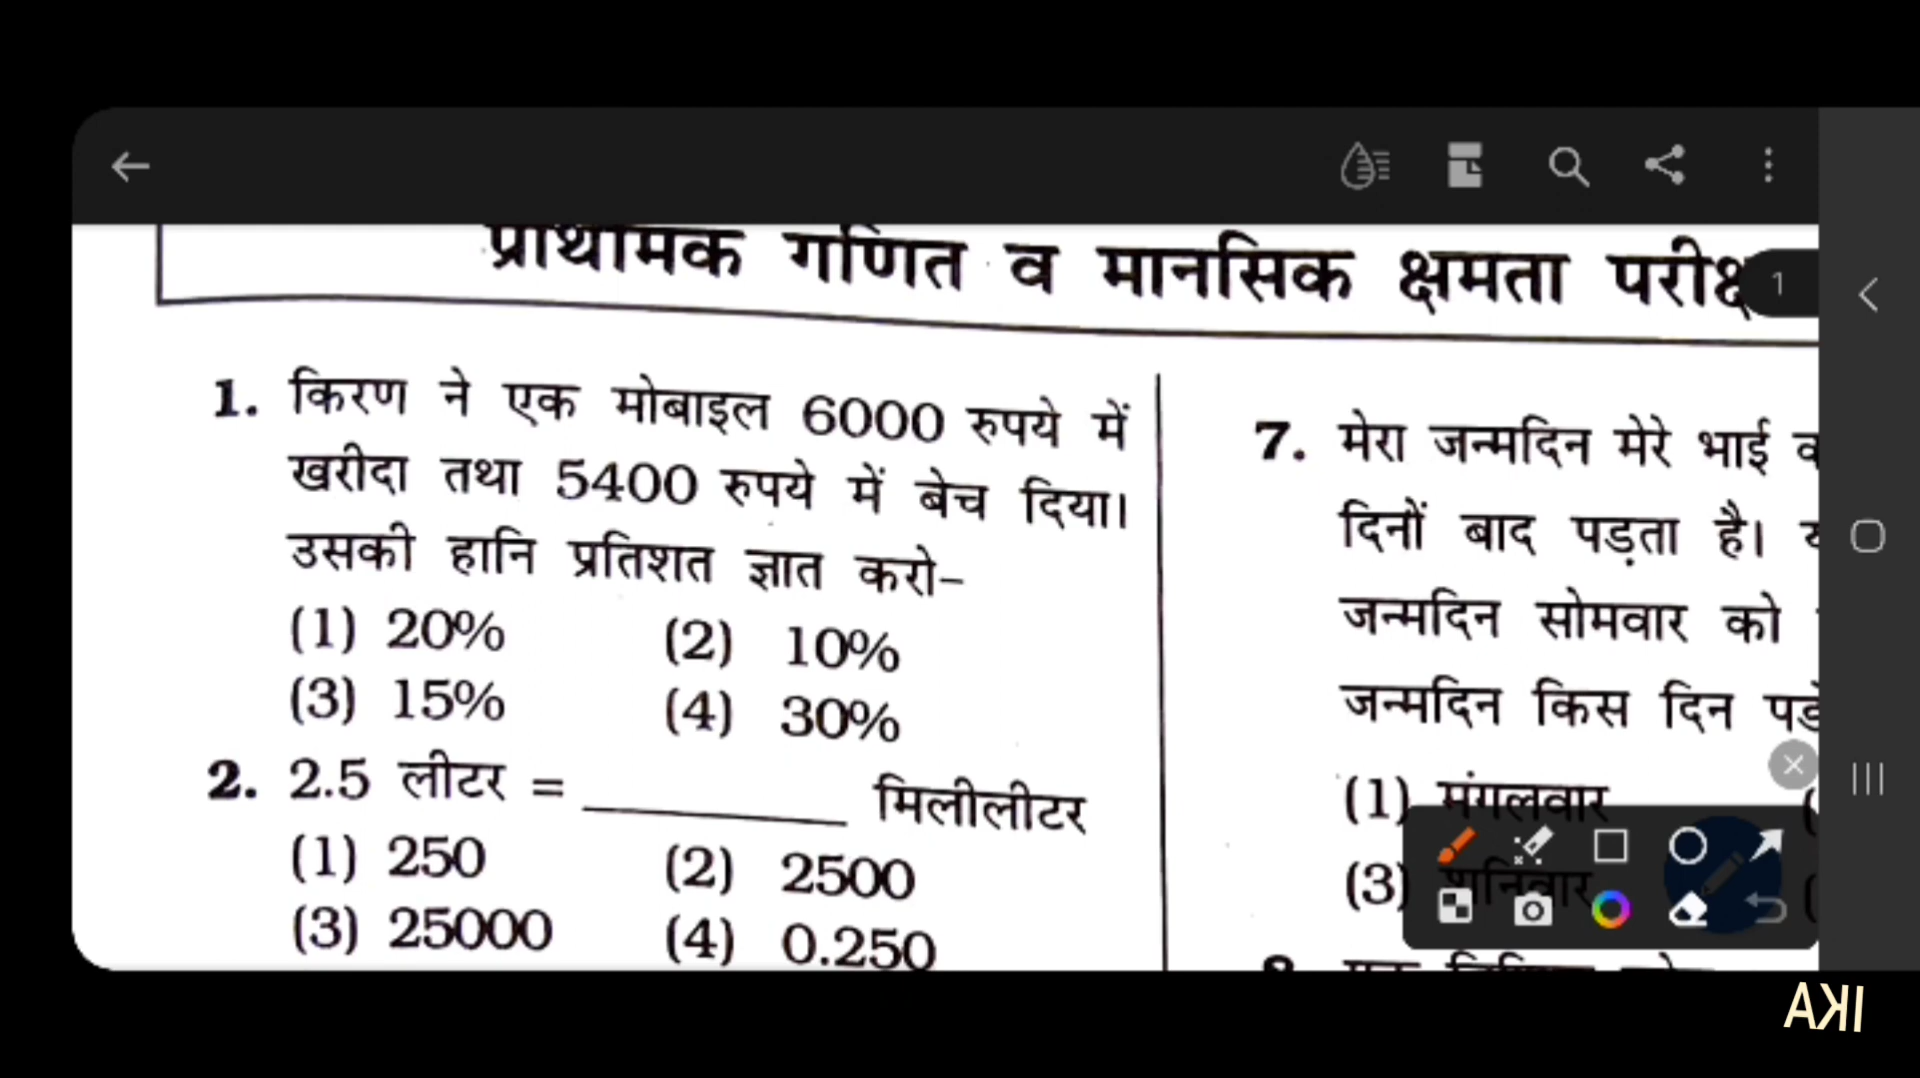 प्राथमिक गणित व मानसिक क्षमता
1
1. किरण ने एक मोबाइल 6000 रुपये में
खरीदा तथा 5400 रुपये में बेच दिया।
उसकी हानि प्रतिशत ज्ञात करो-
(1) 20% (2) 10%
(3) 15% (4) 30%
2. 2.5 लीटर = ________ मिलीलीटर
(1) 250 (2) 2500
(3) 25000 (4) 0.250
7. मेरा जन्मदिन मेरे भाई
दिनों बाद पड़ता है।
जन्मदिन सोमवार को
जन्मदिन किस दिन
(1) मंगलवार
(3) शनिवार